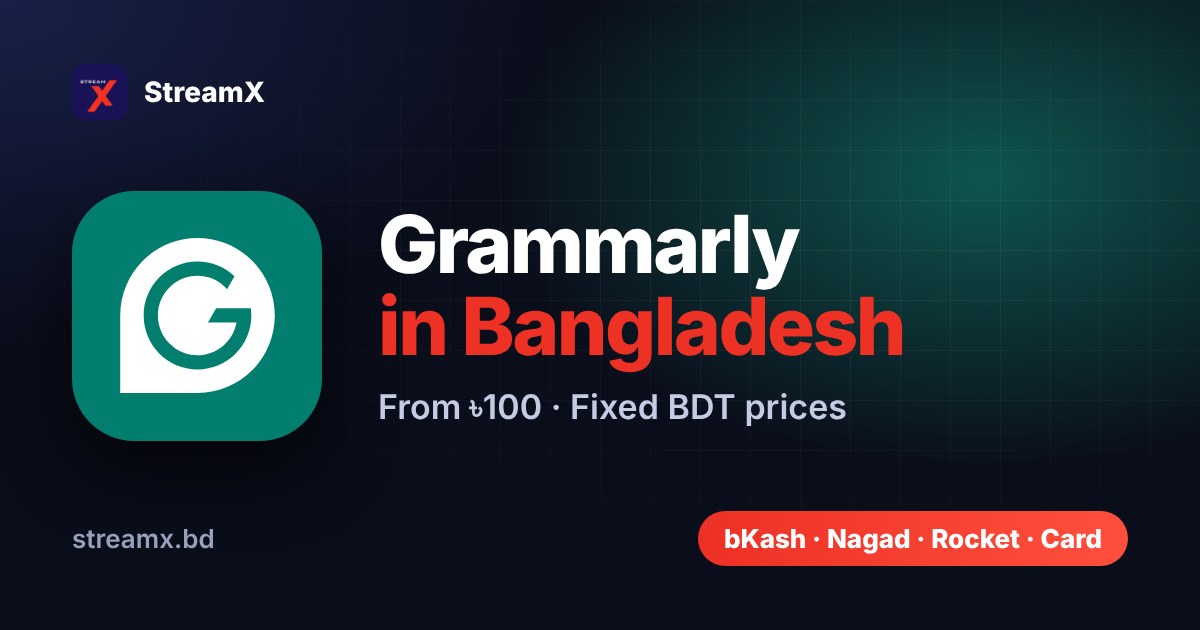 STREAM X
StreamX
Grammarly
in Bangladesh
From ৳100 · Fixed BDT prices
streamx.bd
bKash · Nagad · Rocket · Card